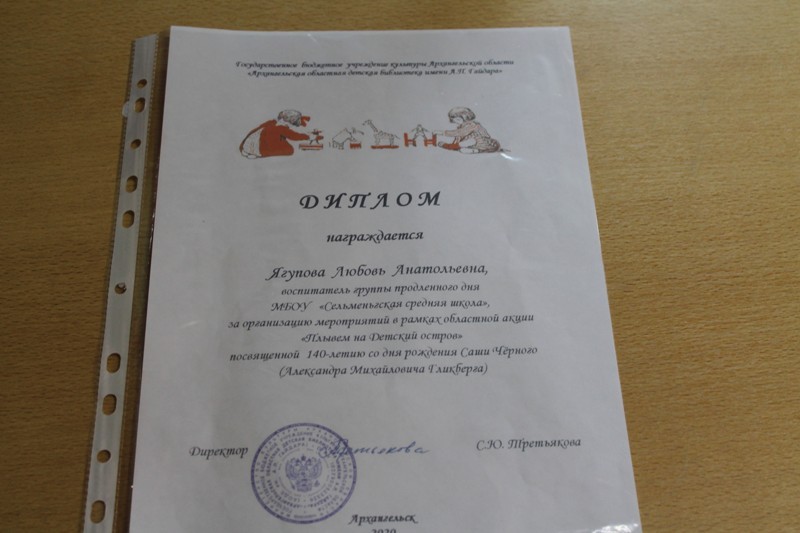 Государственное бюджетное учреждение культуры Архангельской области
«Архангельская областная детская библиотека имени А.П. Гайдара»
ДИПЛОМ
награждается
Ягупова Любовь Анатольевна,
воспитатель группы продленного дня
МБОУ «Сельменьгская средняя школа»,
за организацию мероприятий в рамках областной акции
«Плывем на Детский остров»
посвященной 140-летию со дня рождения Саши Чёрного
(Александра Михайловича Гликберга)
Директор
С.Ю. Третьякова
Архангельск
2020